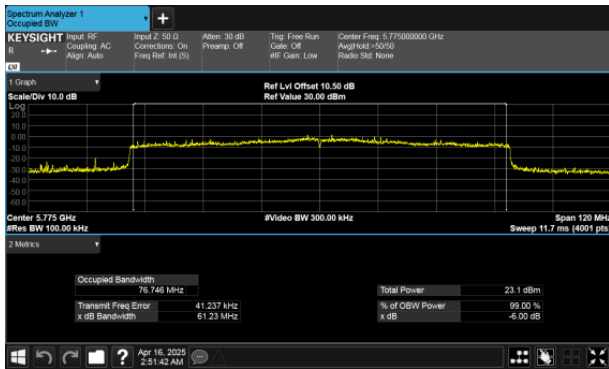 Spectrum Analyzer 1
Occupied BW
KEYSIGHT
R
LXI
Input: RF
Coupling: AC
Align: Auto
Input Z: 50 Ω
Corrections: On
Freq Ref: Int (S)
Atten: 30 dB
Preamp: Off
Trig: Free Run
Gate: Off
#IF Gain: Low
Center Freq: 5.775000000 GHz
Avg|Hold:>50/50
Radio Std: None
1 Graph
Scale/Div 10.0 dB
Ref Lvl Offset 10.50 dB
Ref Value 30.00 dBm
Log
20.0
10.0
0.00
-10.0
-20.0
-30.0
-40.0
-50.0
-60.0
Center 5.775 GHz
#Res BW 100.00 kHz
#Video BW 300.00 kHz
Span 120 MHz
Sweep 11.7 ms (4001 pts
2 Metrics
Occupied Bandwidth
76.746 MHz
Transmit Freq Error 41.237 kHz
x dB Bandwidth 61.23 MHz
Total Power 23.1 dBm
% of OBW Power 99.00 %
x dB -6.00 dB
?
Apr 16, 2025
2:51:42 AM